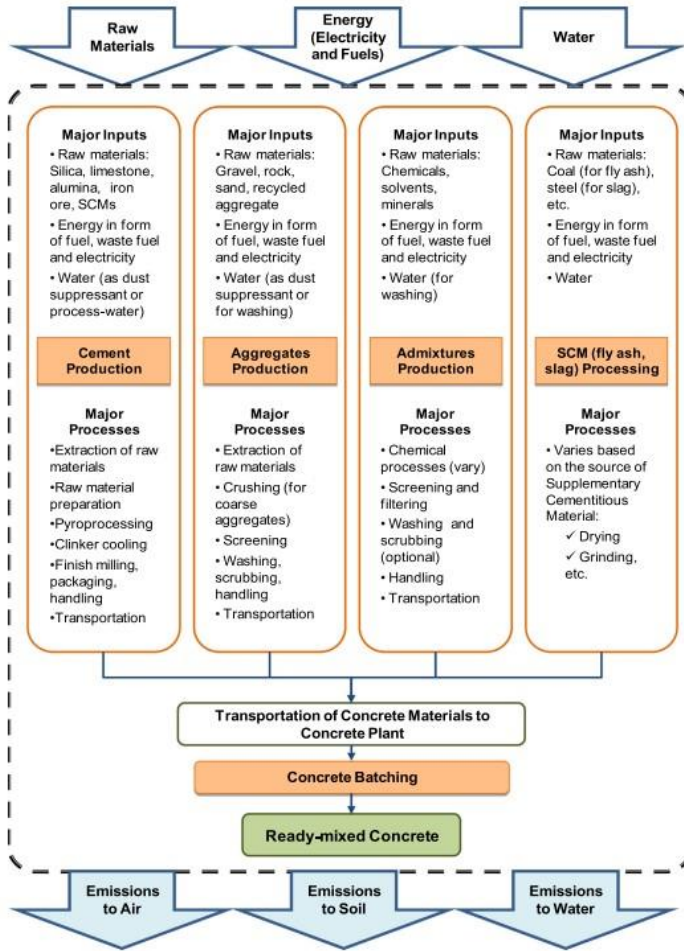 Raw
Materials
Energy
(Electricity
and Fuels)
Water
Major Inputs
• Raw materials:
Silica, limestone,
alumina, iron
ore, SCMs
• Energy in form
of fuel, waste fuel
and electricity
• Water (as dust
suppressant or
process-water)
Cement
Production
Major
Processes
•Extraction of raw
materials
•Raw material
preparation
•Pyroprocessing
•Clinker cooling
•Finish milling,
packaging,
handling
•Transportation
Major Inputs
• Raw materials:
Gravel, rock,
sand, recycled
aggregate
• Energy in form
of fuel, waste fuel
and electricity
• Water (as dust
suppressant or
for washing)
Aggregates
Production
Major
Processes
• Extraction of
raw materials
• Crushing (for
coarse
aggregates)
• Screening
• Washing,
scrubbing,
handling
• Transportation
Major Inputs
• Raw materials:
Chemicals,
solvents,
minerals
• Energy in form
of fuel, waste fuel
and electricity
• Water (for
washing)
Admixtures
Production
Major
Processes
• Chemical
processes (vary)
• Screening and
filtering
• Washing and
scrubbing
(optional)
• Handling
• Transportation
Major Inputs
• Raw materials:
Coal (for fly ash),
steel (for slag),
etc.
• Energy in form
of fuel, waste fuel
and electricity
• Water
SCM (fly ash,
slag) Processing
Major
Processes
• Varies based
on the source of
Supplementary
Cementitious
Material:
✓ Drying
✓ Grinding,
etc.
Transportation of Concrete Materials to
Concrete Plant
Concrete Batching
Ready-mixed Concrete
Emissions
to Air
Emissions
to Soil
Emissions
to Water